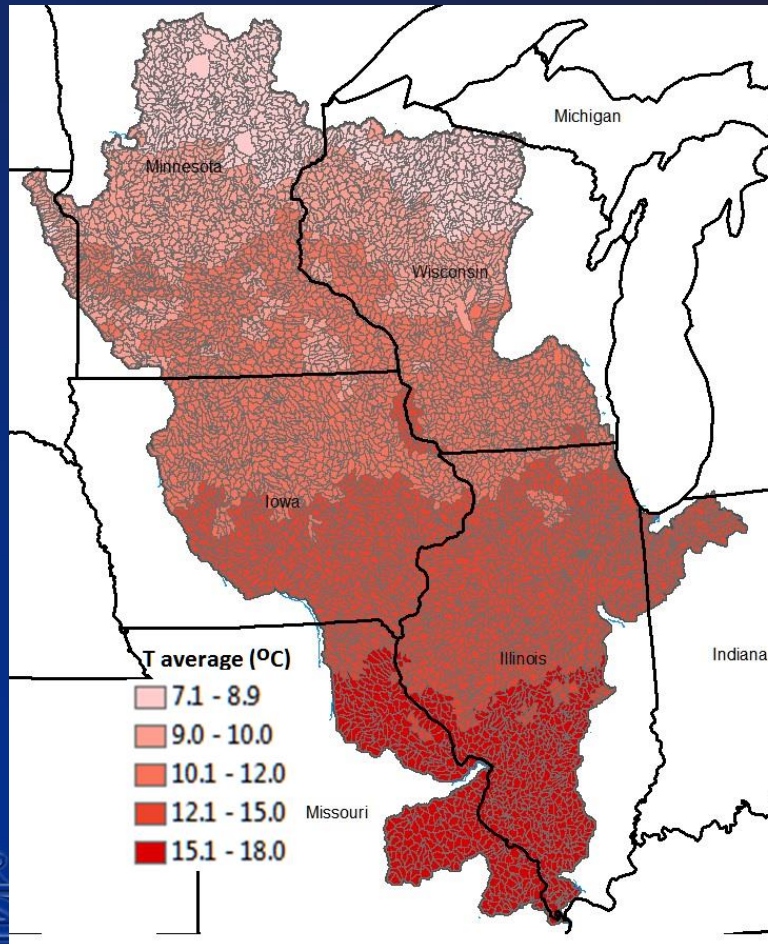 Michigan
Minnesota
Wisconsin
Iowa
Illinois
Indiana
Missouri
T average (ºC)
7.1 - 8.9
9.0 - 10.0
10.1 - 12.0
12.1 - 15.0
15.1 - 18.0